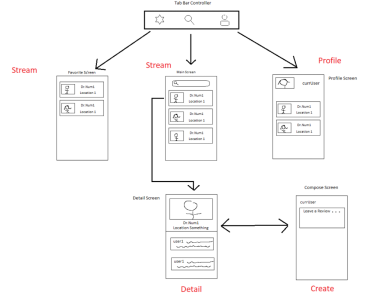 Tab Bar Controller
Stream
Stream
Profile
Favorite Screen
Main Screen
Profile Screen
Dr.Num1
Location 1
Dr.Num1
Location 1
Dr.Num1
Location 1
Dr.Num1
Location 1
Dr.Num1
Location 1
currUser
Dr.Num1
Location 1
Dr.Num1
Location 1
Detail Screen
Compose Screen
Dr.Num1
Location Something
user1
user2
currUser
Leave a Review . . .
Detail
Create